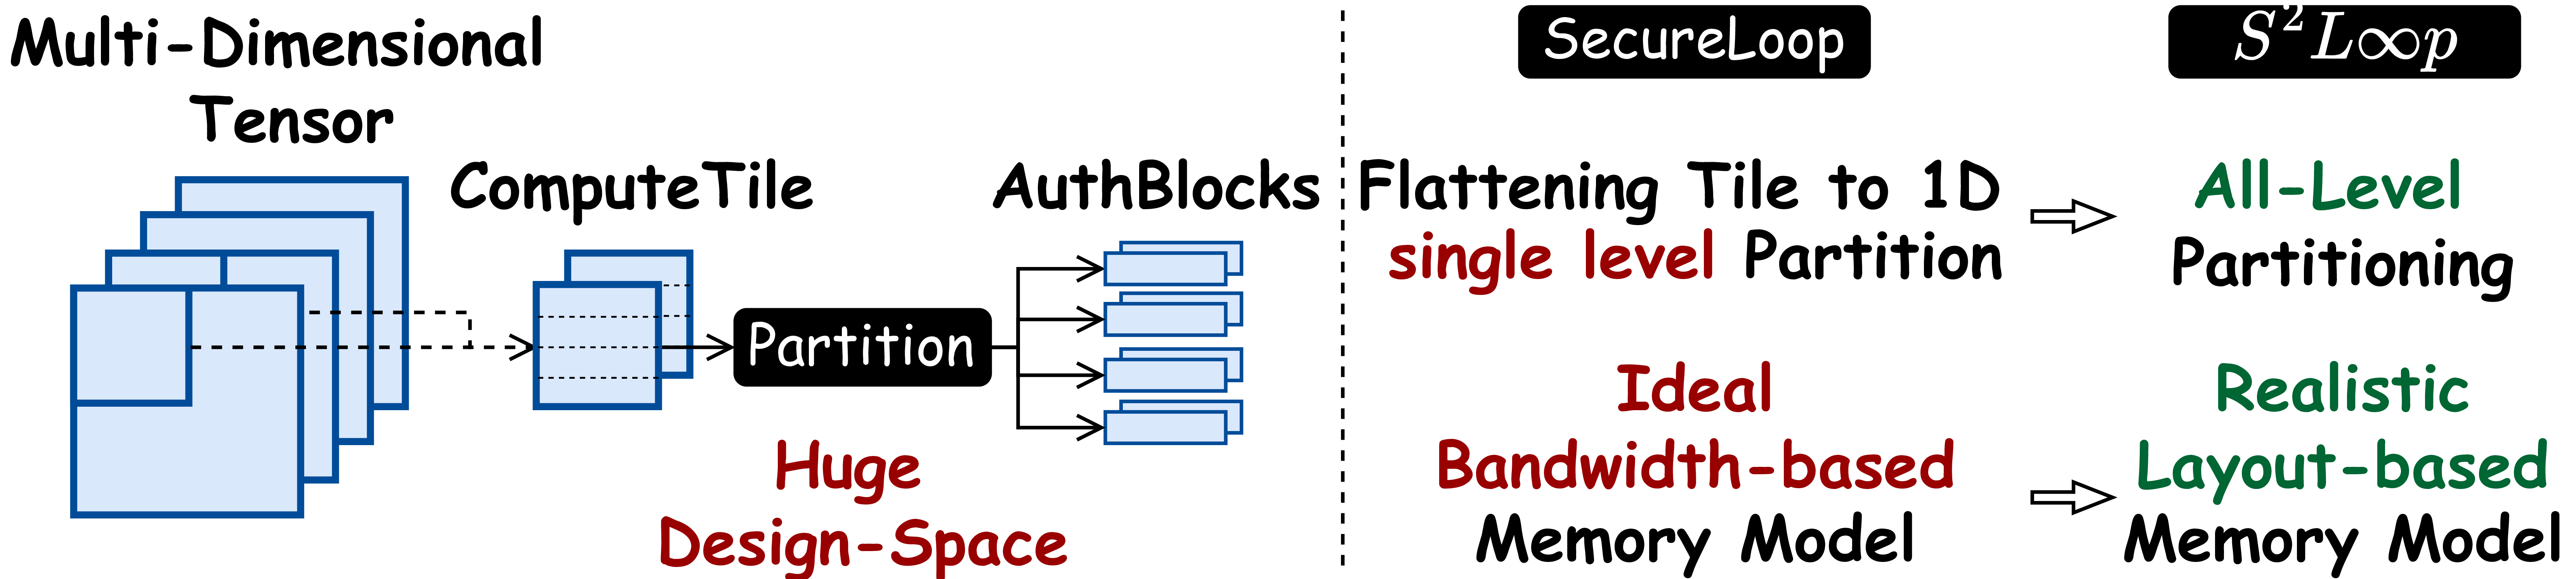 Multi-Dimensional
Tensor
ComputeTile
AuthBlocks
Partition
Huge
Design-Space
SecureLoop
S²L∞p
Flattening Tile to 1D
single level Partition
All-Level
Partitioning
Ideal
Bandwidth-based
Memory Model
Realistic
Layout-based
Memory Model